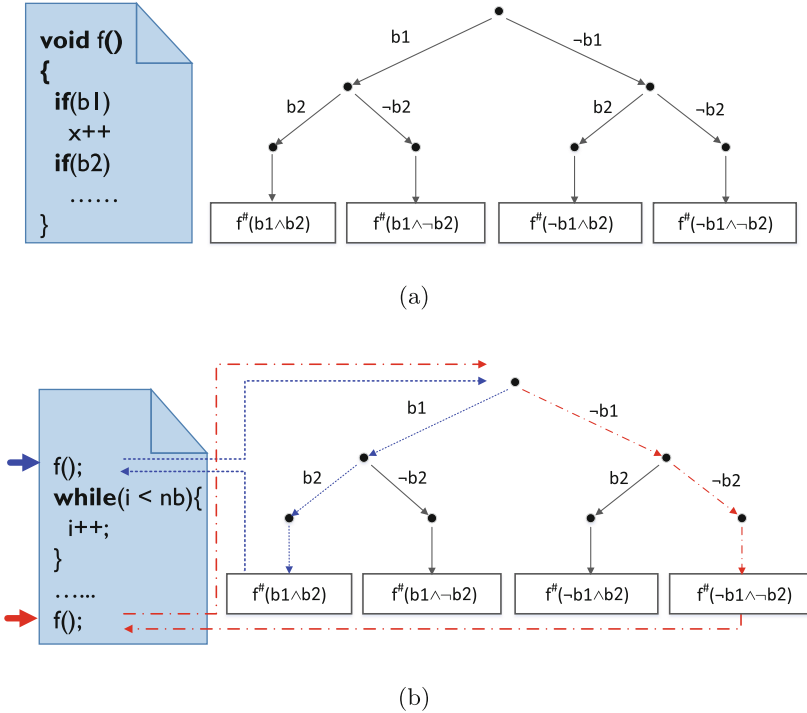 void f()
{
if(b1)
x++
if(b2)
......
}
b1
¬b1
b2
¬b2
b2
¬b2
f#(b1∧b2)
f#(b1∧¬b2)
f#(¬b1∧b2)
f#(¬b1∧¬b2)
(a)
f();
while(i < nb){
i++;
}
......
f();
b1
¬b1
b2
¬b2
b2
¬b2
f#(b1∧b2)
f#(b1∧¬b2)
f#(¬b1∧b2)
f#(¬b1∧¬b2)
(b)